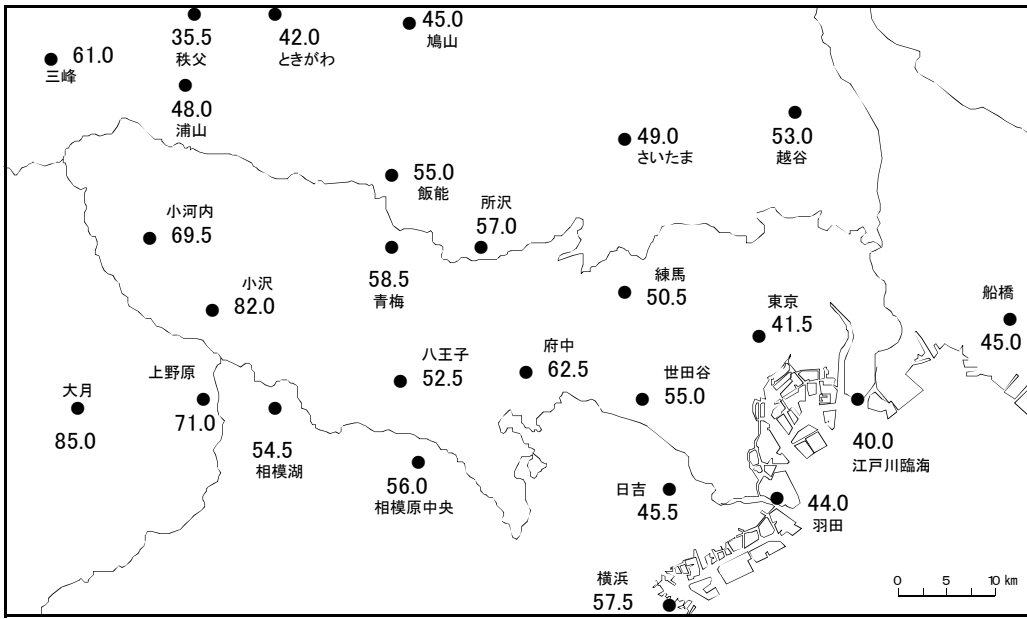 35.5
秩父
42.0
ときがわ
45.0
鳩山
61.0
三峰
48.0
浦山
49.0
さいたま
53.0
越谷
55.0
飯能
所沢
57.0
小河内
69.5
58.5
青梅
小沢
82.0
練馬
50.5
東京
41.5
船橋
45.0
八王子
52.5
府中
62.5
世田谷
55.0
大月
85.0
上野原
71.0
54.5
相模湖
56.0
相模原中央
40.0
江戸川臨海
日吉
45.5
44.0
羽田
横浜
57.5
0 5 10 km